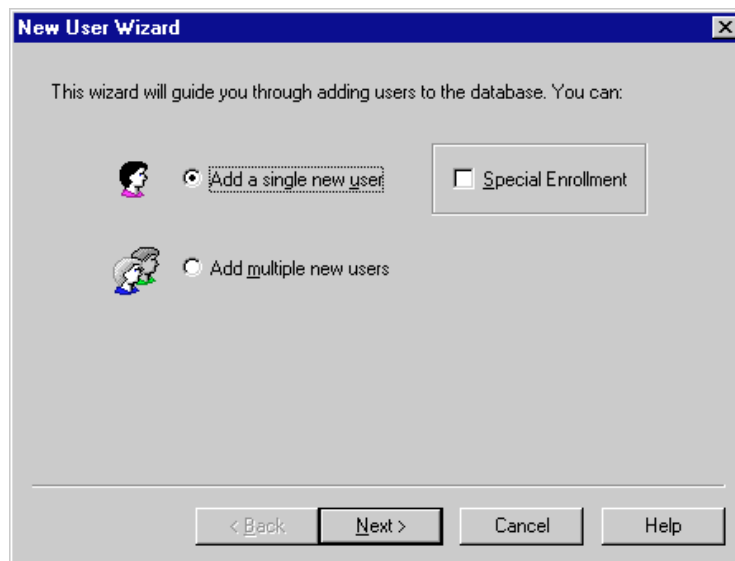 New User Wizard
This wizard will guide you through adding users to the database. You can:
Add a single new user
Special Enrollment
Add multiple new users
< Back
Next >
Cancel
Help